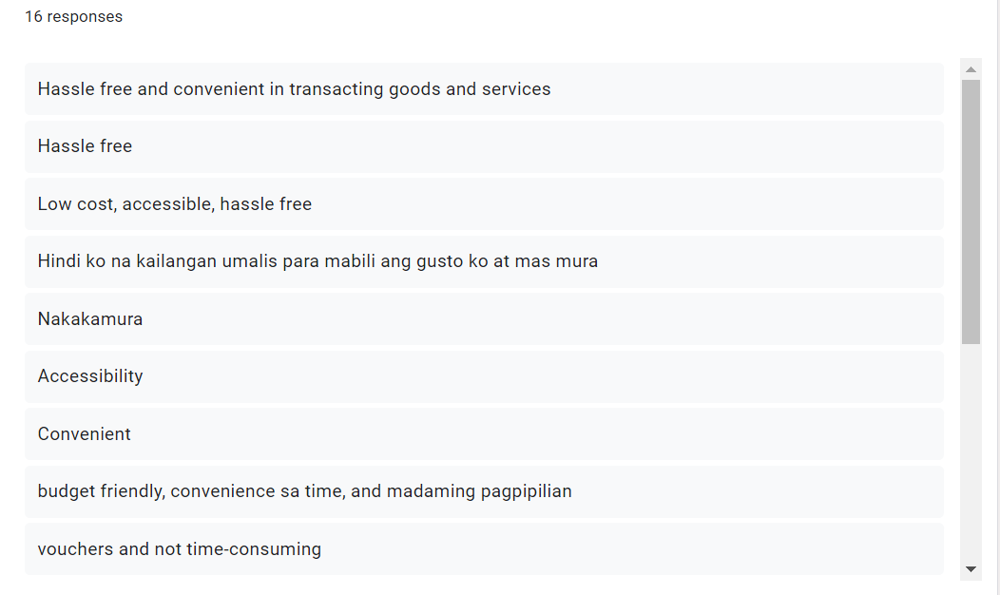 16 responses
Hassle free and convenient in transacting goods and services
Hassle free
Low cost, accessible, hassle free
Hindi ko na kailangan umalis para mabili ang gusto ko at mas mura
Nakakamura
Accessibility
Convenient
budget friendly, convenience sa time, and madaming pagpipilian
vouchers and not time-consuming